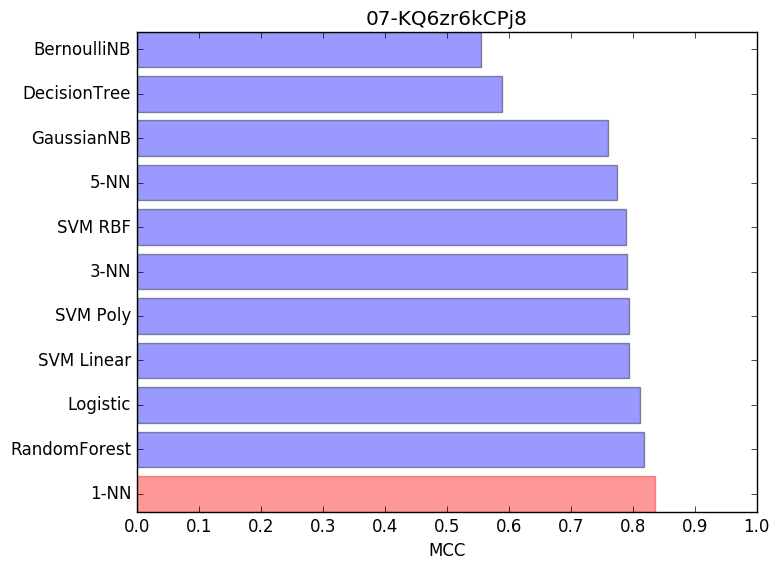 07-KQ6zr6kCPj8
BernoulliNB
DecisionTree
GaussianNB
5-NN
SVM RBF
3-NN
SVM Poly
SVM Linear
Logistic
RandomForest
1-NN
0.0 0.1 0.2 0.3 0.4 0.5 0.6 0.7 0.8 0.9 1.0
MCC